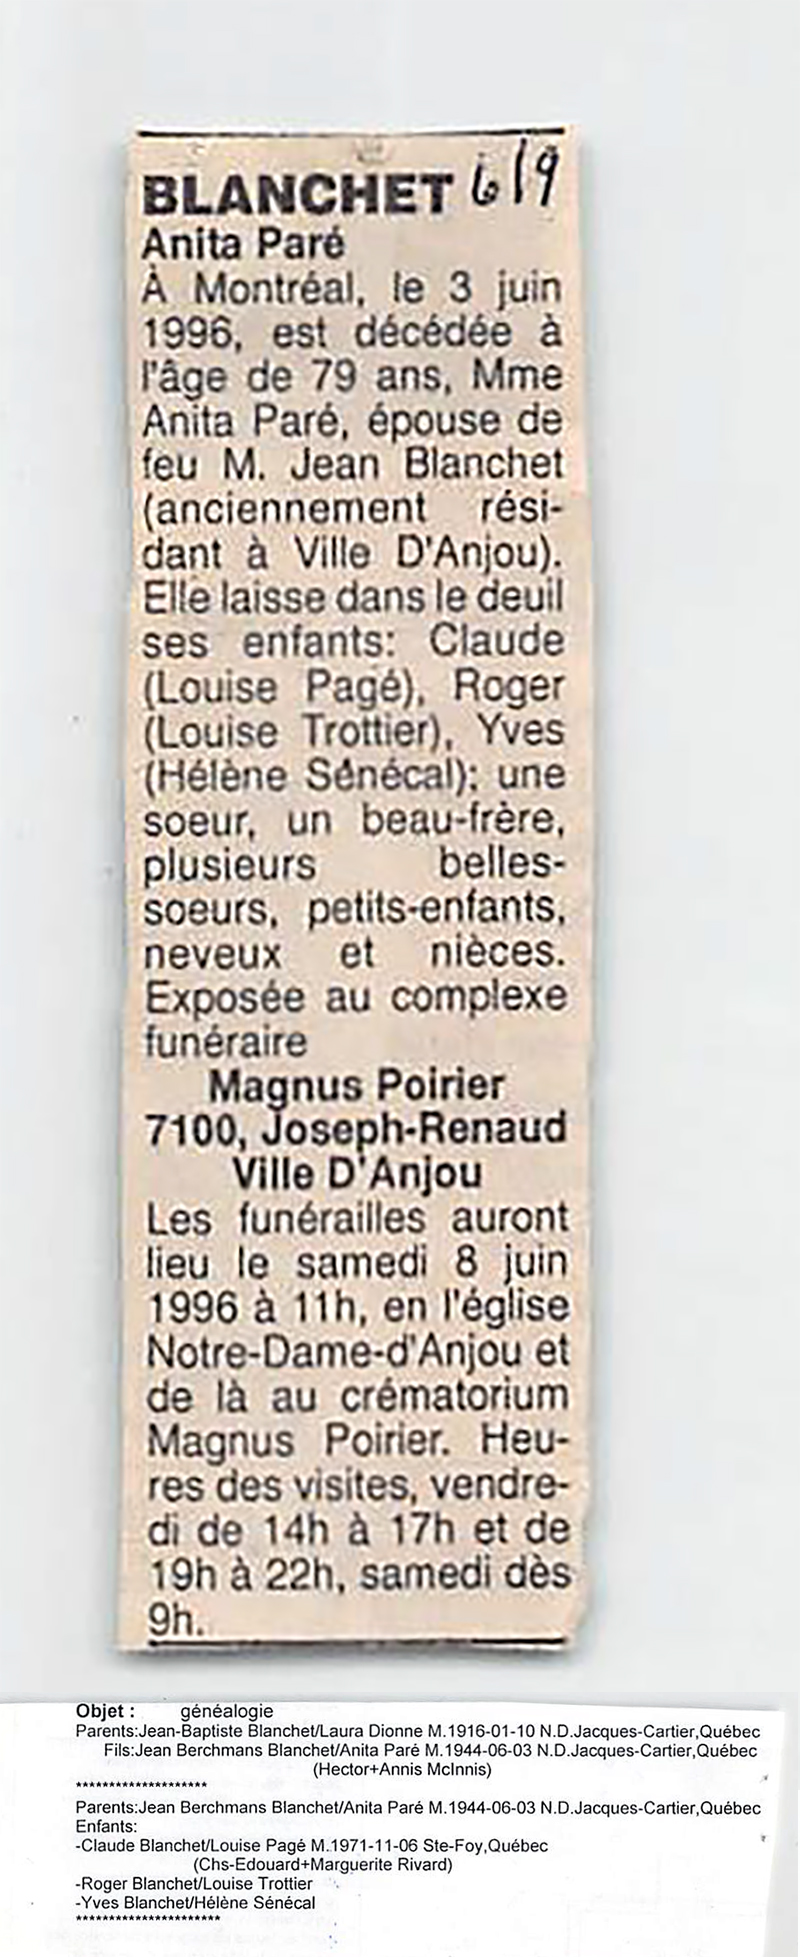 BLANCHET 6/9
Anita Paré
À Montréal, le 3 juin
1996, est décédée à
l'âge de 79 ans, Mme
Anita Paré, épouse de
feu M. Jean Blanchet
(anciennement rési-
dant à Ville D'Anjou).
Elle laisse dans le deuil
ses enfants: Claude
(Louise Pagé), Roger
(Louise Trottier), Yves
(Hélène Sénécal); une
soeur, un beau-frère,
plusieurs belles-
soeurs, petits-enfants,
neveux et nièces.
Exposée au complexe
funéraire
Magnus Poirier
7100, Joseph-Renaud
Ville D'Anjou
Les funérailles auront
lieu le samedi 8 juin
1996 à 11h, en l'église
Notre-Dame-d'Anjou et
de là au crématorium
Magnus Poirier. Heu-
res des visites, vendre-
di de 14h à 17h et de
19h à 22h, samedi dès
9h.
Objet : généalogie
Parents:Jean-Baptiste Blanchet/Laura Dionne M.1916-01-10 N.D.Jacques-Cartier,Québec
Fils:Jean Berchmans Blanchet/Anita Paré M.1944-06-03 N.D.Jacques-Cartier,Québec
(Hector+Annis McInnis)
********************
Parents:Jean Berchmans Blanchet/Anita Paré M.1944-06-03 N.D.Jacques-Cartier,Québec
Enfants:
-Claude Blanchet/Louise Pagé M.1971-11-06 Ste-Foy,Québec
(Chs-Edouard+Marguerite Rivard)
-Roger Blanchet/Louise Trottier
-Yves Blanchet/Hélène Sénécal
**********************